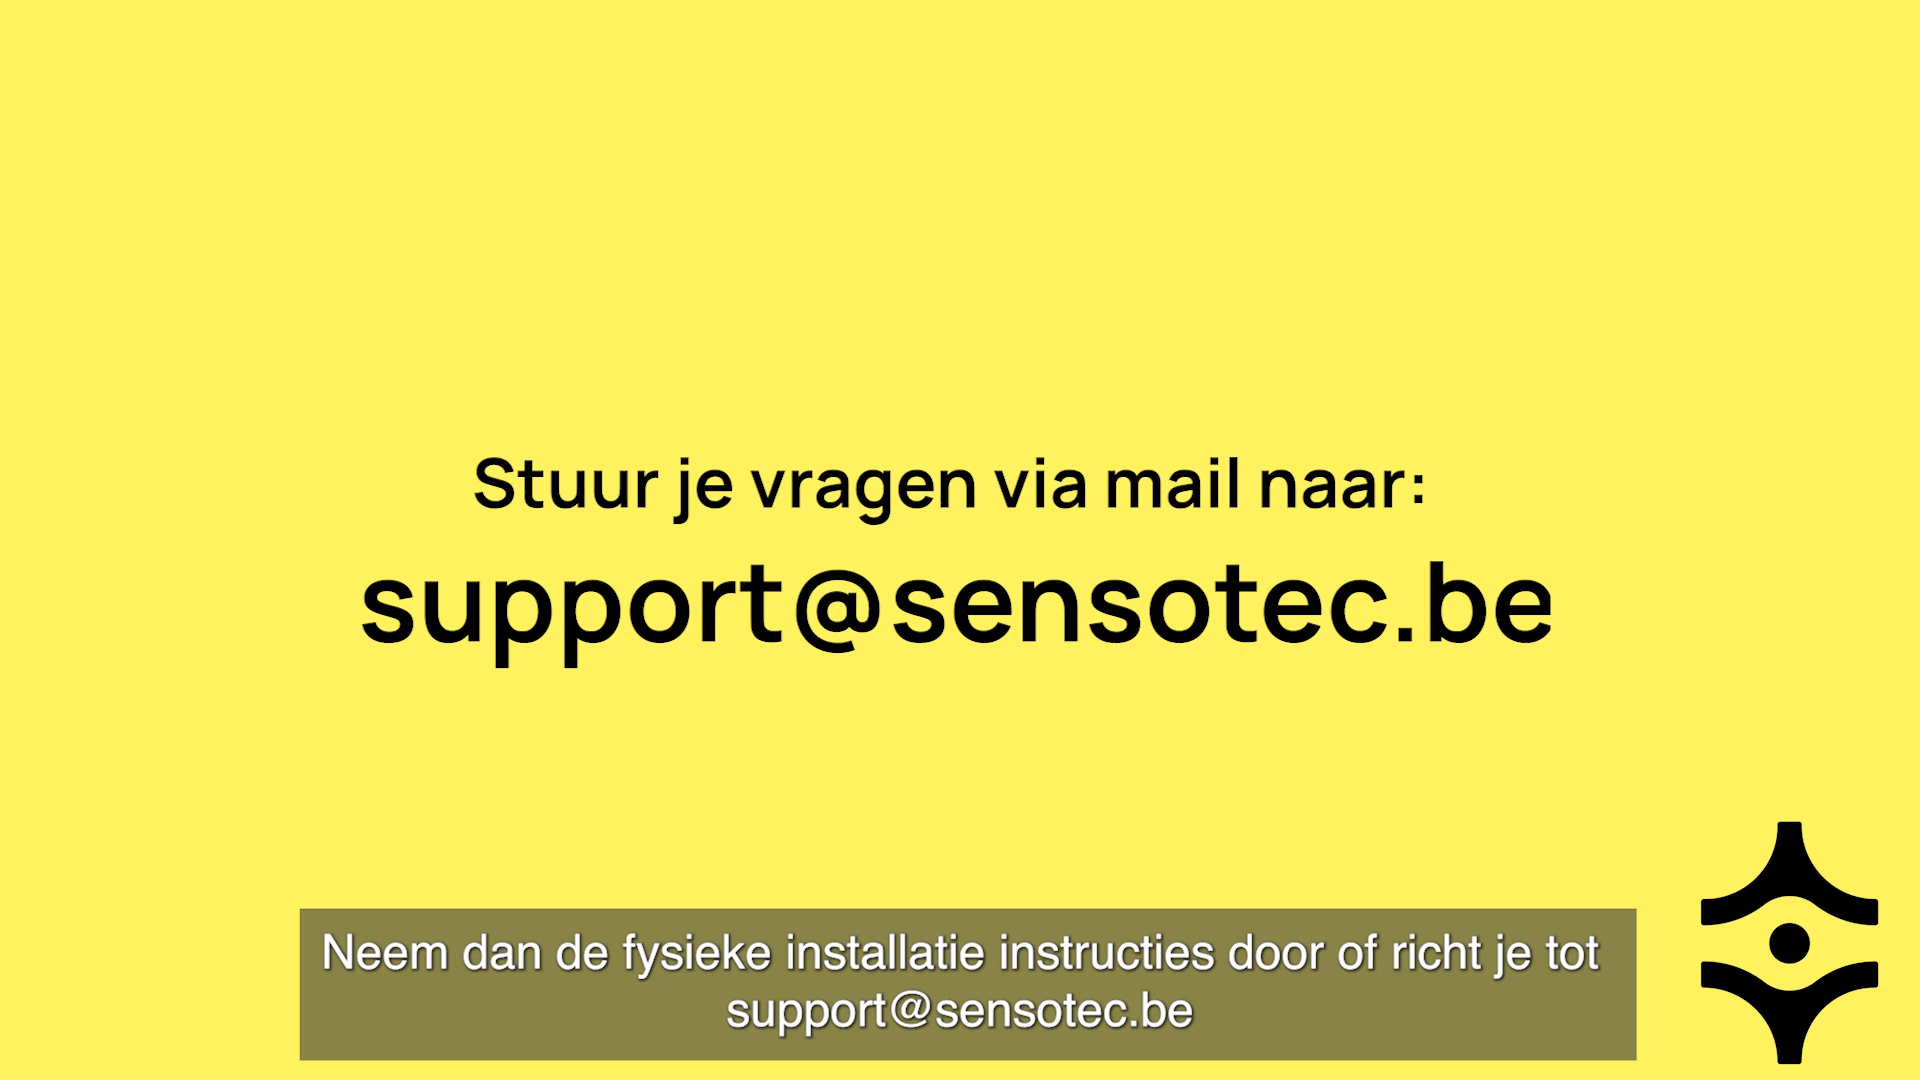 Stuur je vragen via mail naar:
support@sensotec.be
Neem dan de fysieke installatie instructies door of richt je tot
support@sensotec.be